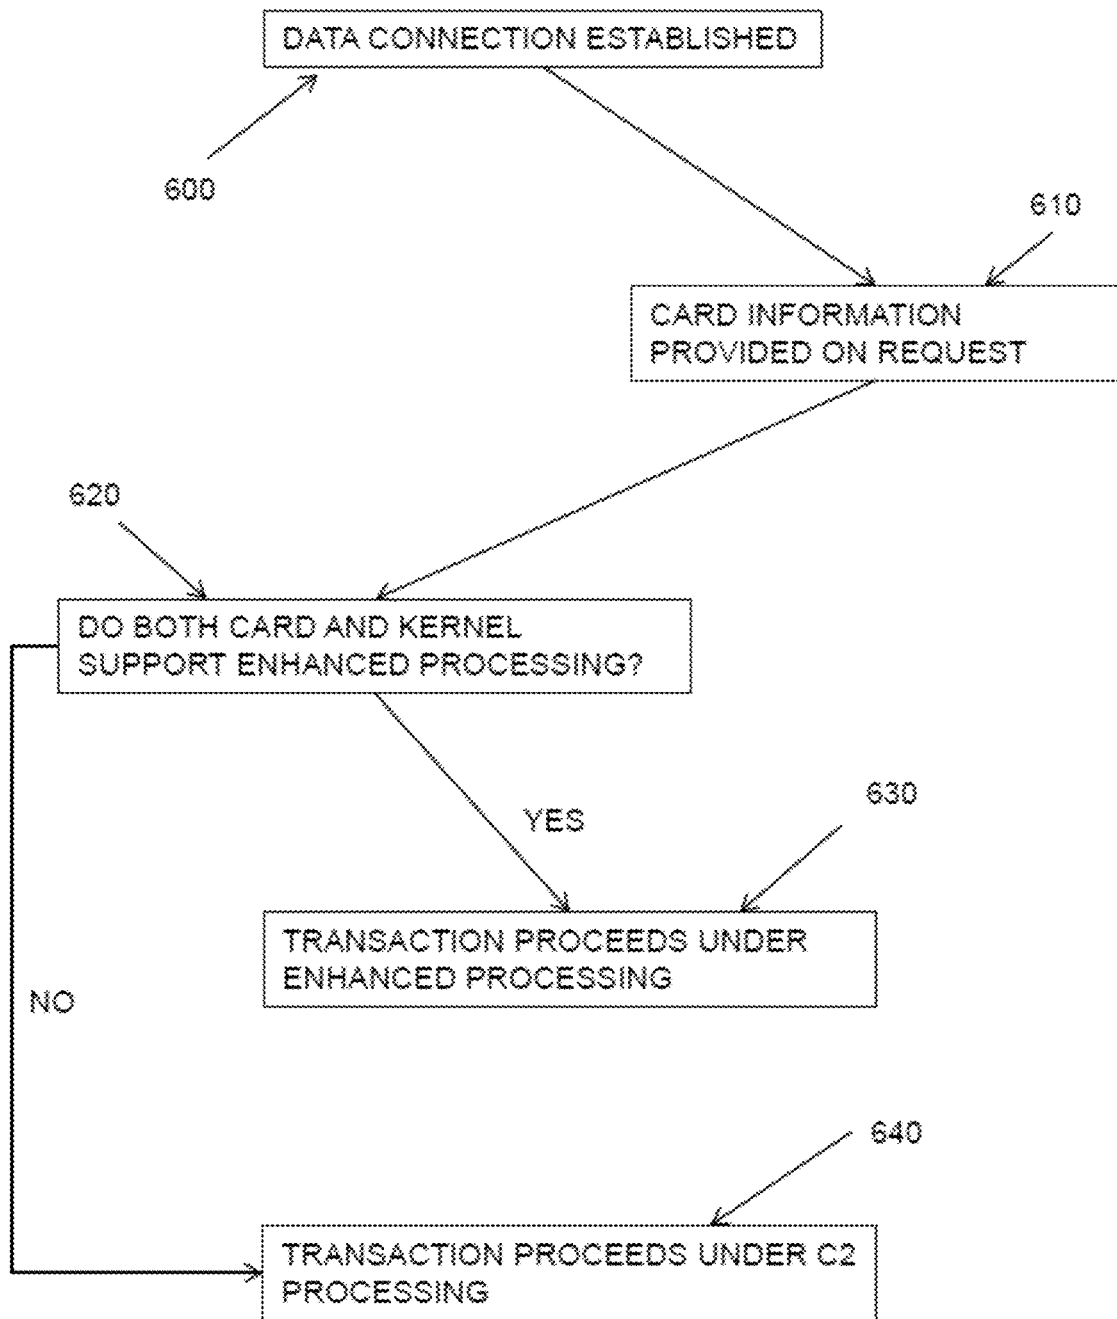 DATA CONNECTION ESTABLISHED
600
610
CARD INFORMATION
PROVIDED ON REQUEST
620
DO BOTH CARD AND KERNEL
SUPPORT ENHANCED PROCESSING?
YES
630
TRANSACTION PROCEEDS UNDER
ENHANCED PROCESSING
NO
640
TRANSACTION PROCEEDS UNDER C2
PROCESSING